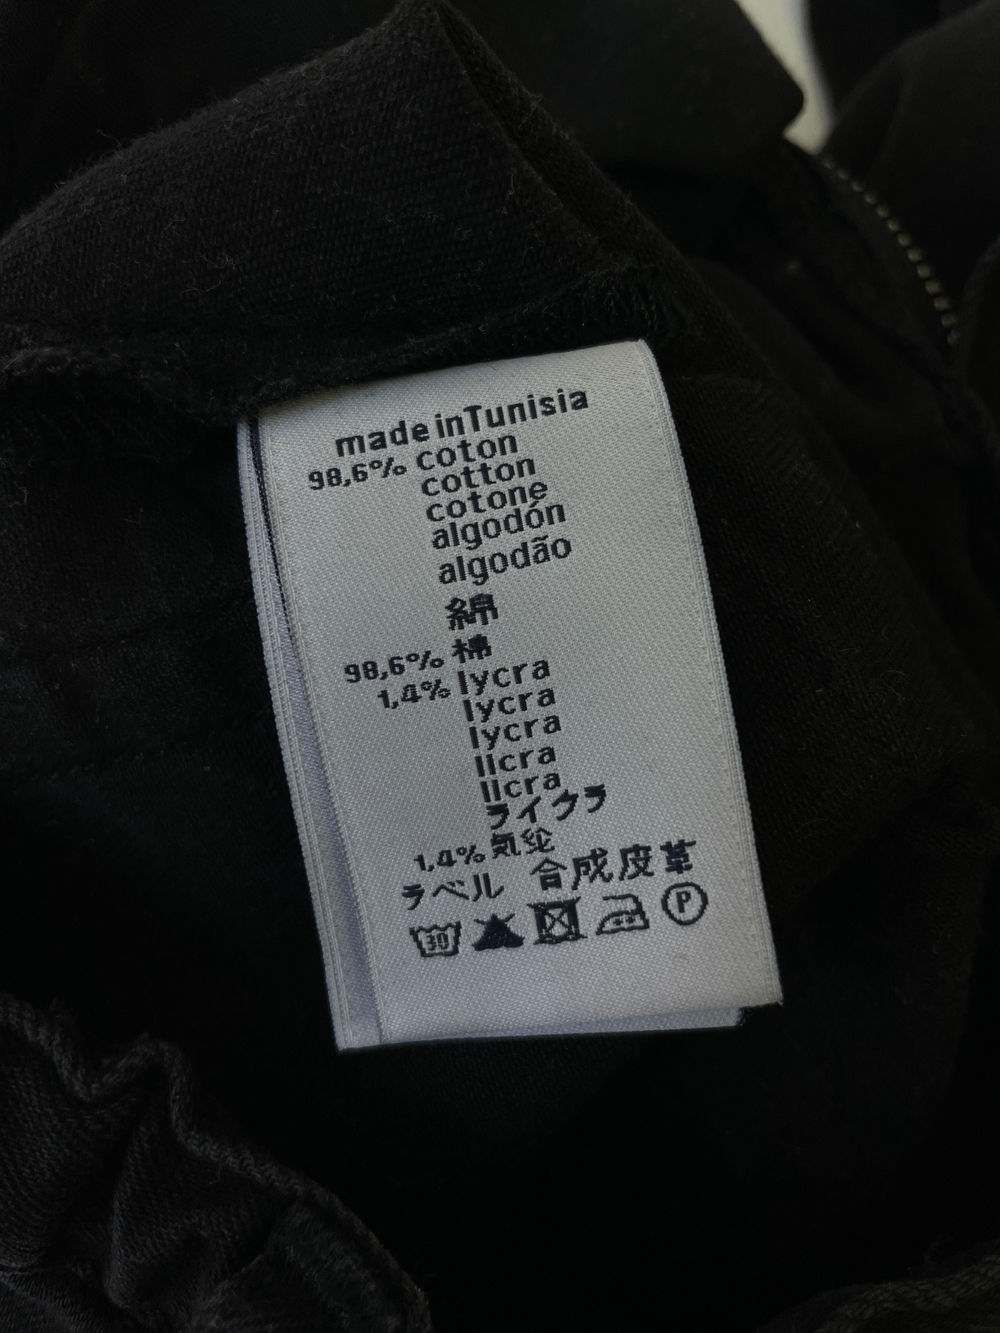 made in Tunisia
98,6% coton
cotton
cotone
algodón
algodão
綿
98,6% 棉
1,4% lycra
lycra
lycra
licra
licra
ライクラ
1,4% 氨纶
ラベル 合成皮革
30 P